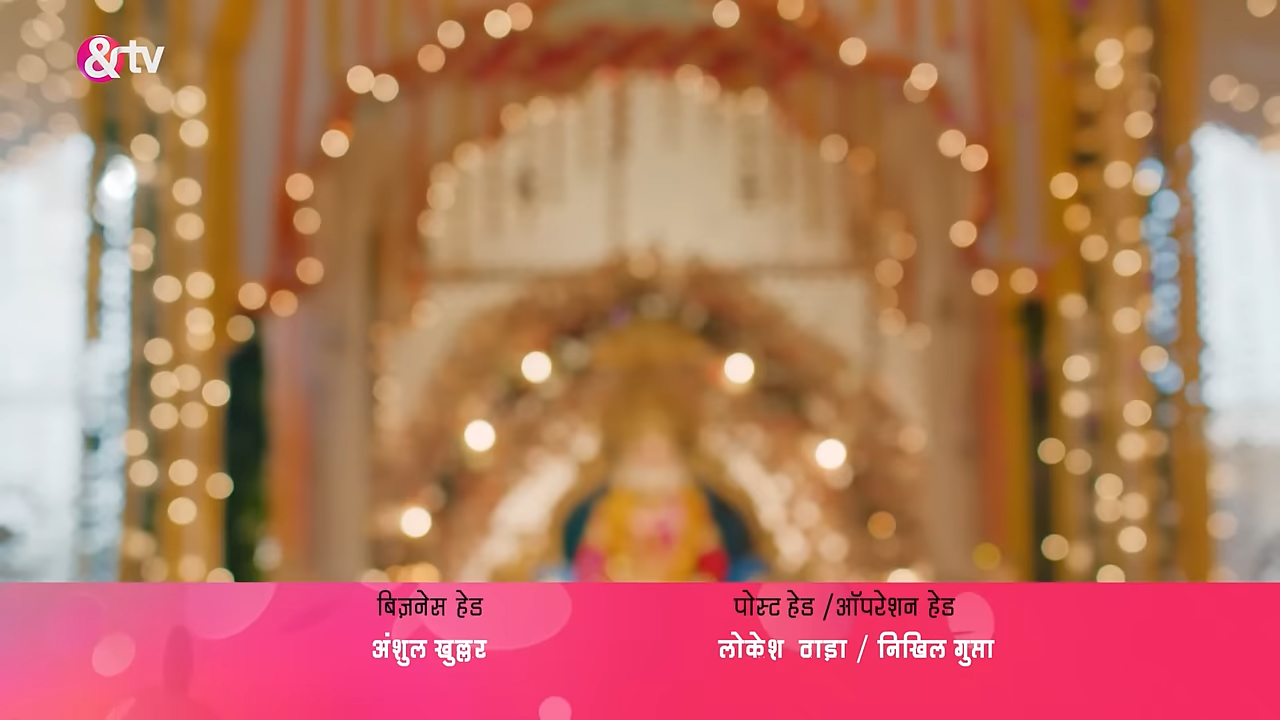 &tv
बिज़नेस हेड
अंशुल खुल्लर
पोस्ट हेड /ऑपरेशन हेड
लोकेश ठाड़ा / निखिल गुप्ता